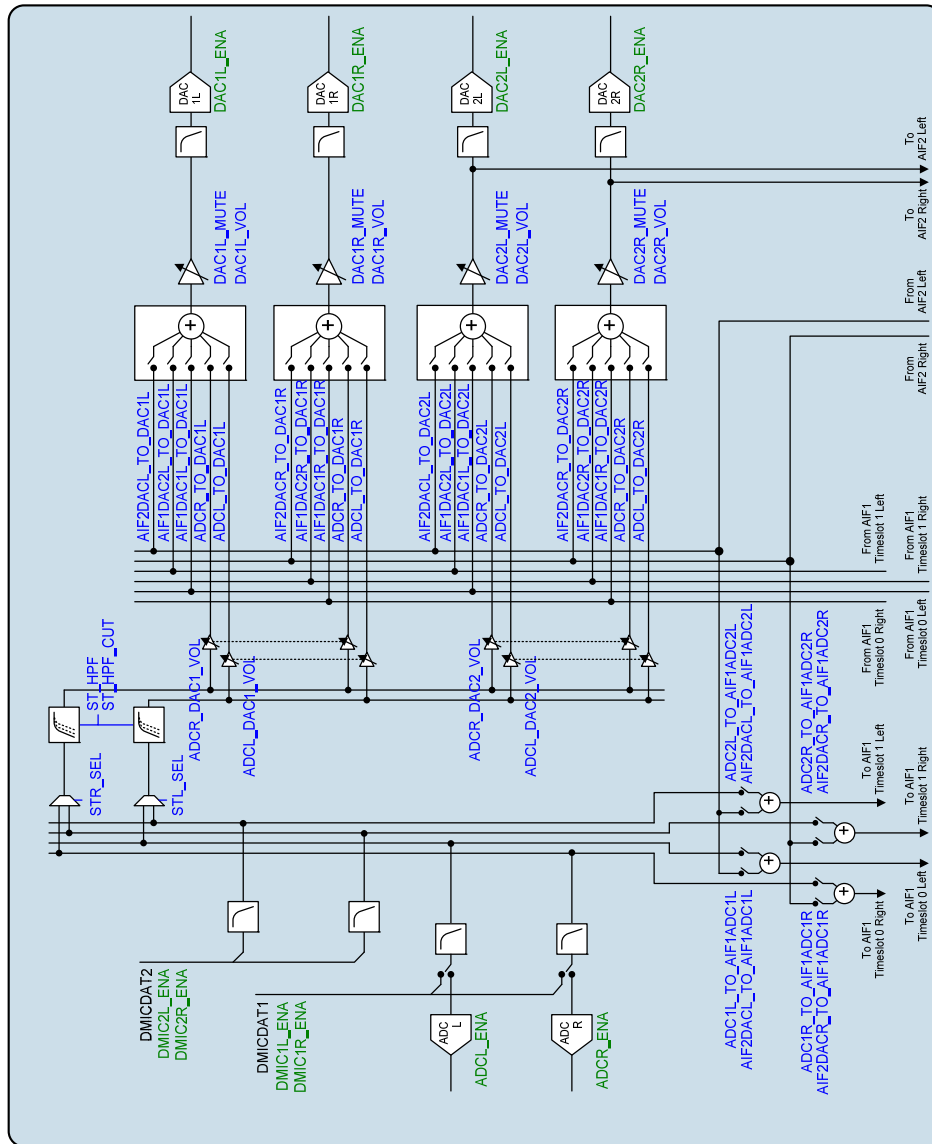 DAC
1L
DAC1L_ENA
DAC
1R
DAC1R_ENA
DAC
2L
DAC2L_ENA
DAC
2R
DAC2R_ENA
To
AIF2 Left
To
AIF2 Right
DAC1L_MUTE
DAC1L_VOL
DAC1R_MUTE
DAC1R_VOL
DAC2L_MUTE
DAC2L_VOL
DAC2R_MUTE
DAC2R_VOL
From
AIF2 Left
From
AIF2 Right
+
+
+
+
AIF2DACL_TO_DAC1L
AIF1DAC2L_TO_DAC1L
AIF1DAC1L_TO_DAC1L
ADCR_TO_DAC1L
ADCL_TO_DAC1L
AIF2DACR_TO_DAC1R
AIF1DAC2R_TO_DAC1R
AIF1DAC1R_TO_DAC1R
ADCR_TO_DAC1R
ADCL_TO_DAC1R
AIF2DACL_TO_DAC2L
AIF1DAC2L_TO_DAC2L
AIF1DAC1L_TO_DAC2L
ADCR_TO_DAC2L
ADCL_TO_DAC2L
AIF2DACR_TO_DAC2R
AIF1DAC2R_TO_DAC2R
AIF1DAC1R_TO_DAC2R
ADCR_TO_DAC2R
ADCL_TO_DAC2R
From AIF1
Timeslot 1 Left
From AIF1
Timeslot 1 Right
From AIF1
Timeslot 0 Right
From AIF1
Timeslot 0 Left
ST_HPF
ST_HPF_CUT
STR_SEL
STL_SEL
ADCR_DAC1_VOL
ADCL_DAC1_VOL
ADCR_DAC2_VOL
ADCL_DAC2_VOL
ADC2L_TO_AIF1ADC2L
AIF2DACL_TO_AIF1ADC2L
ADC2R_TO_AIF1ADC2R
AIF2DACR_TO_AIF1ADC2R
+
+
+
+
To AIF1
Timeslot 1 Left
To AIF1
Timeslot 1 Right
To AIF1
Timeslot 0 Right
To AIF1
Timeslot 0 Left
ADC1L_TO_AIF1ADC1L
AIF2DACL_TO_AIF1ADC1L
ADC1R_TO_AIF1ADC1R
AIF2DACR_TO_AIF1ADC1R
DMICDAT2
DMIC2L_ENA
DMIC2R_ENA
DMICDAT1
DMIC1L_ENA
DMIC1R_ENA
ADC
L
ADCL_ENA
ADC
R
ADCR_ENA